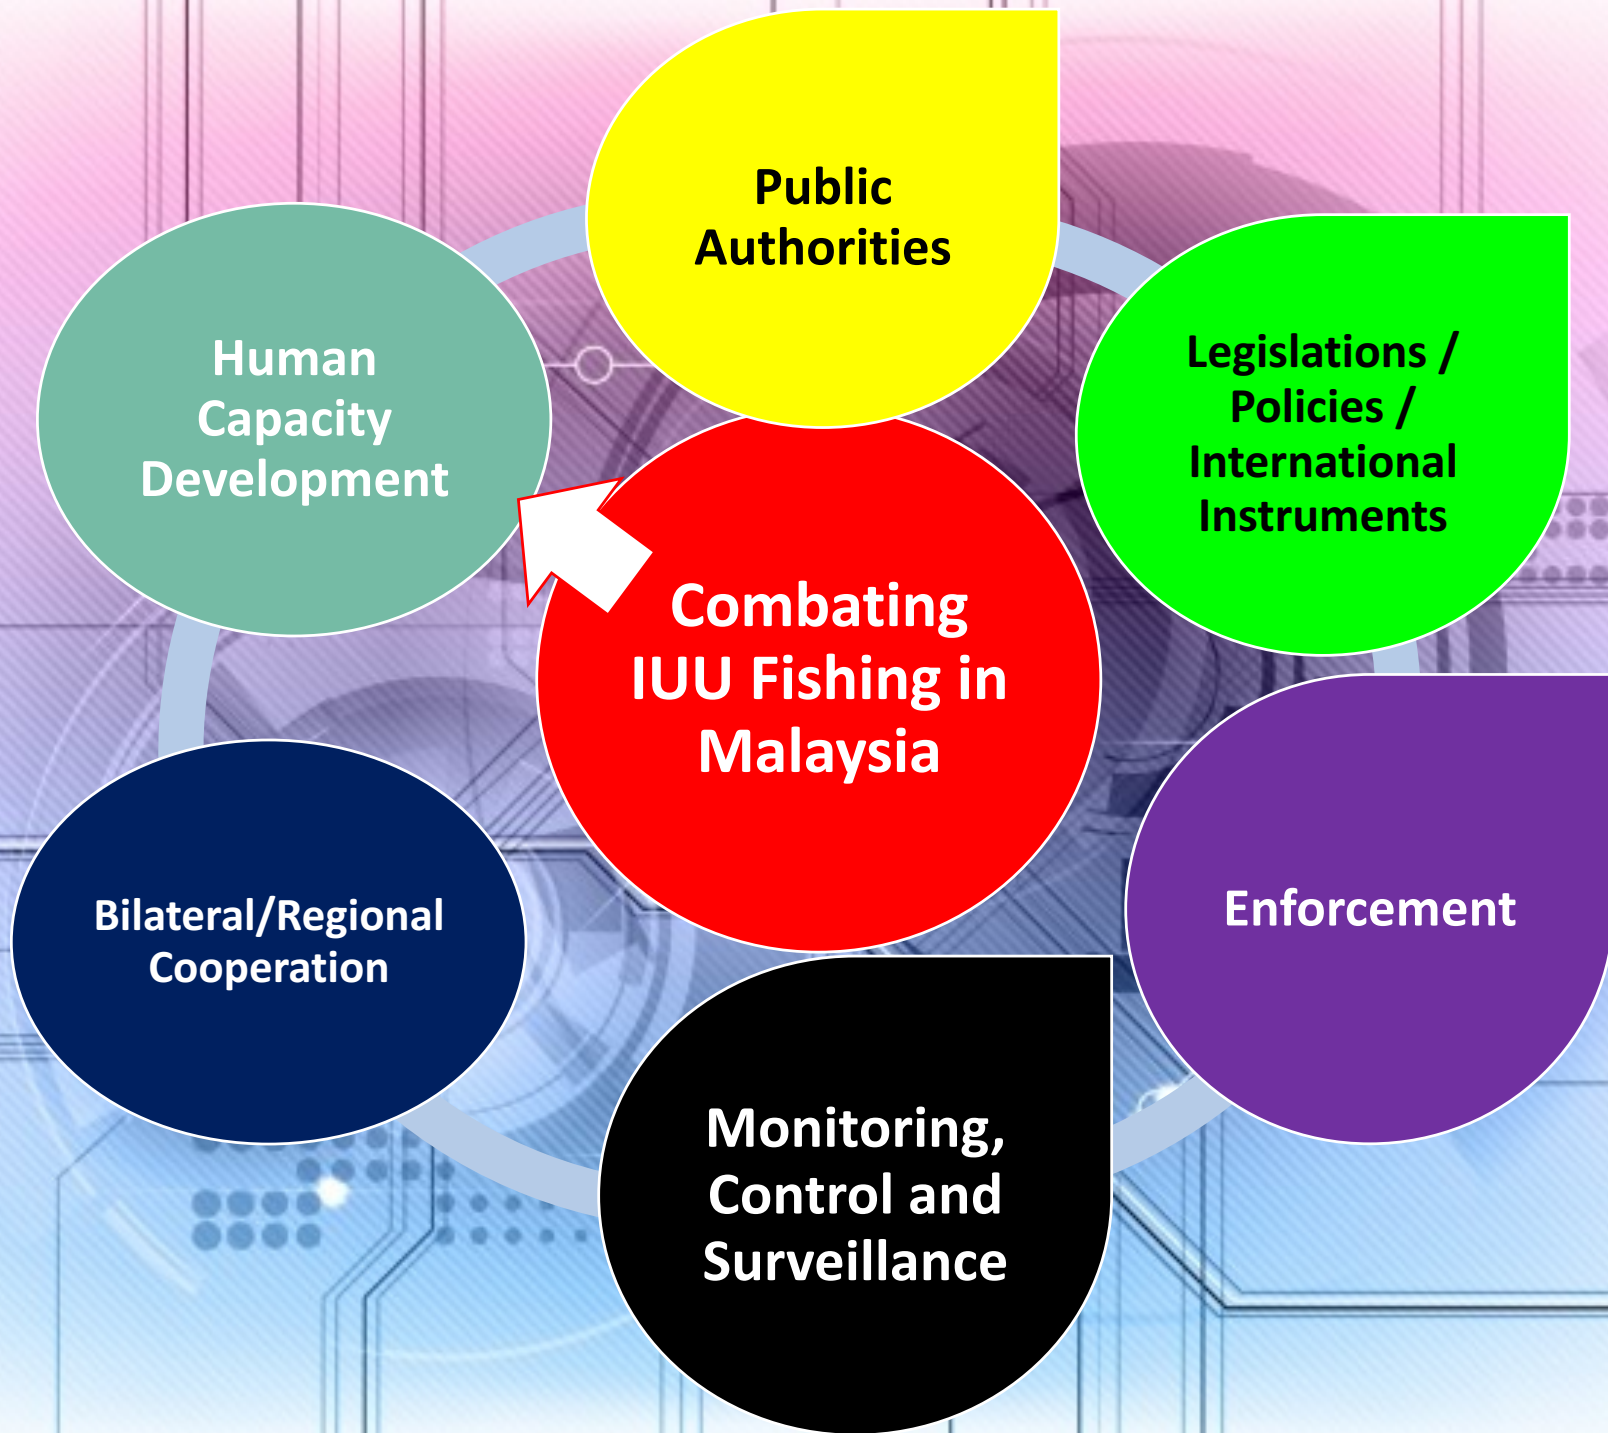 Public
Authorities
Legislations /
Policies /
International
Instruments
Human
Capacity
Development
Combating
IUU Fishing in
Malaysia
Enforcement
Bilateral/Regional
Cooperation
Monitoring,
Control and
Surveillance